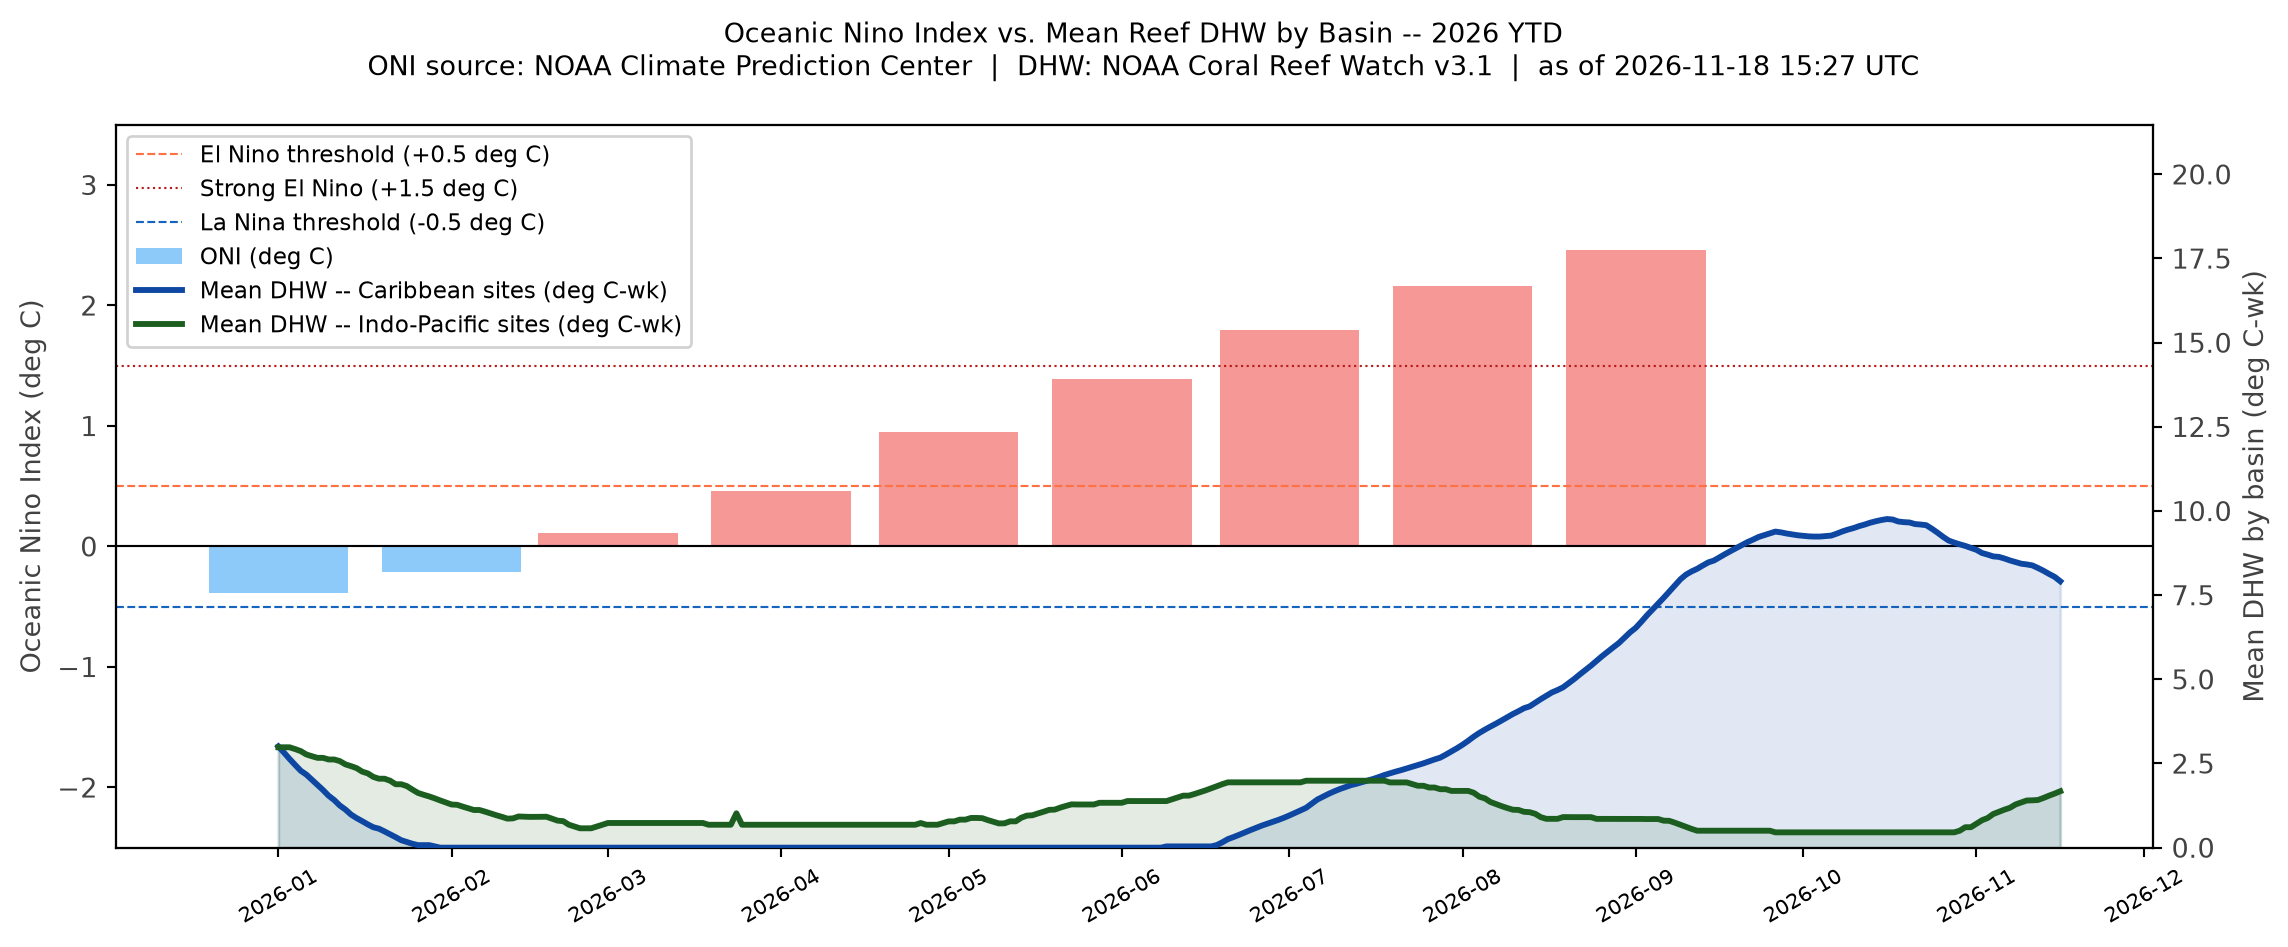 Oceanic Nino Index vs. Mean Reef DHW by Basin -- 2026 YTD
ONI source: NOAA Climate Prediction Center | DHW: NOAA Coral Reef Watch v3.1 | as of 2026-11-18 15:27 UTC
El Nino threshold (+0.5 deg C)
Strong El Nino (+1.5 deg C)
La Nina threshold (-0.5 deg C)
ONI (deg C)
Mean DHW -- Caribbean sites (deg C-wk)
Mean DHW -- Indo-Pacific sites (deg C-wk)
Oceanic Nino Index (deg C)
3
2
1
0
−1
−2
20.0
17.5
15.0
12.5
10.0
7.5
5.0
2.5
0.0
Mean DHW by basin (deg C-wk)
2026-01
2026-02
2026-03
2026-04
2026-05
2026-06
2026-07
2026-08
2026-09
2026-10
2026-11
2026-12